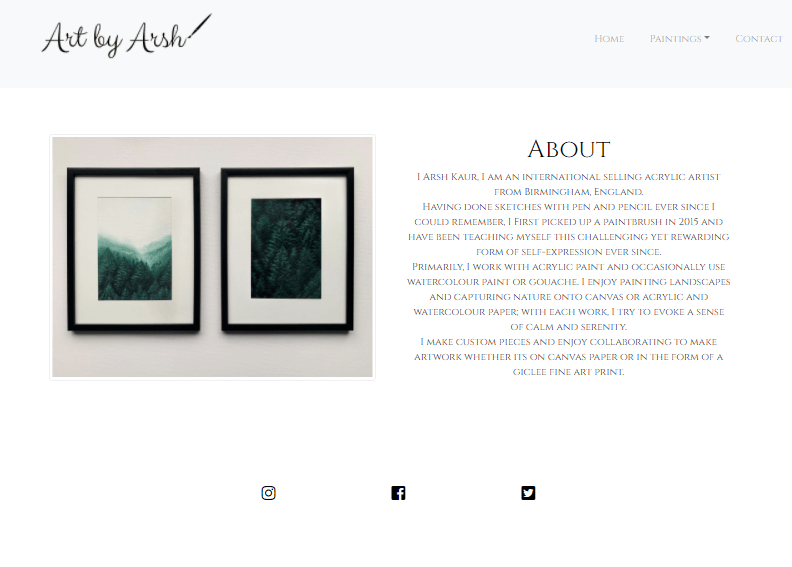 Art by Arsh
Home Paintings Contact
About
I Arsh Kaur, I am an international selling acrylic artist
from Birmingham, England.
Having done sketches with pen and pencil ever since I
could remember, I First picked up a paintbrush in 2015 and
have been teaching myself this challenging yet rewarding
form of self-expression ever since.
Primarily, I work with acrylic paint and occasionally use
watercolour paint or gouache. I enjoy painting landscapes
and capturing nature onto canvas or acrylic and
watercolour paper; with each work, I try to evoke a sense
of calm and serenity.
I make custom pieces and enjoy collaborating to make
artwork whether its on canvas paper or in the form of a
giclee fine art print.